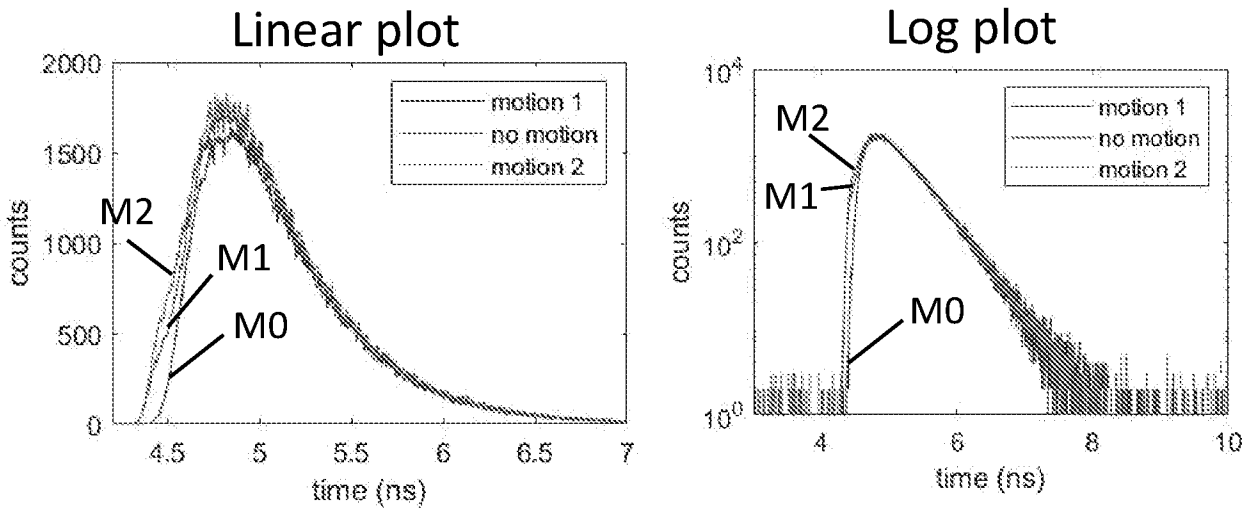 Linear plot
2000
1500
1000
500
0
counts
4.5
5
5.5
6
6.5
7
time (ns)
motion 1
no motion
motion 2
M2
M1
M0
Log plot
10^4
10^2
10^0
counts
4
6
8
10
time (ns)
motion 1
no motion
motion 2
M2
M1
M0